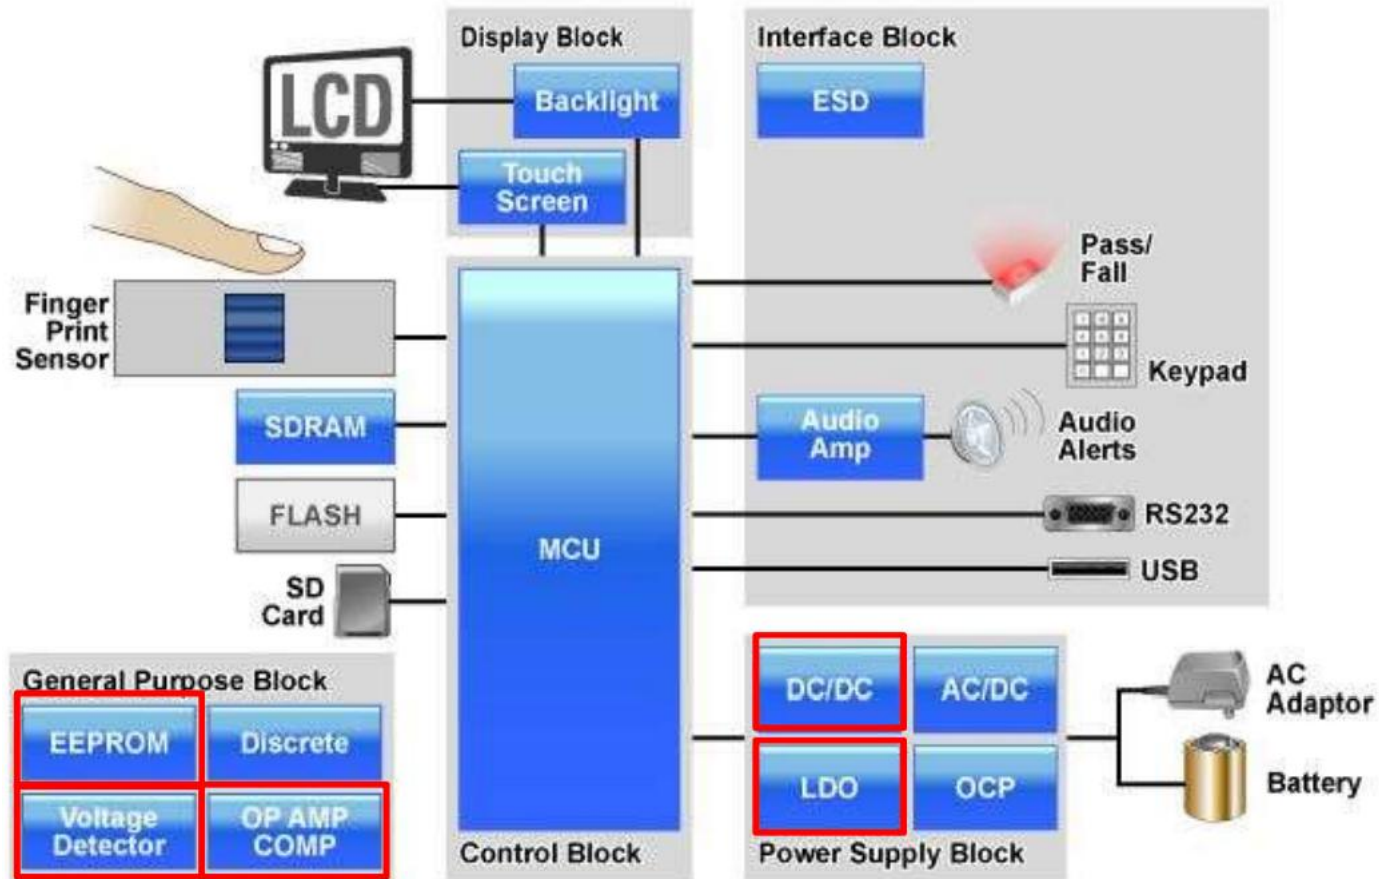 Display Block
Backlight
Touch
Screen
LCD
Interface Block
ESD
Pass/
Fall
Keypad
Audio
Amp
Audio
Alerts
RS232
USB
Finger
Print
Sensor
SDRAM
FLASH
SD
Card
MCU
Control Block
General Purpose Block
EEPROM
Discrete
Voltage
Detector
OP AMP
COMP
DC/DC
AC/DC
LDO
OCP
Power Supply Block
AC
Adaptor
Battery